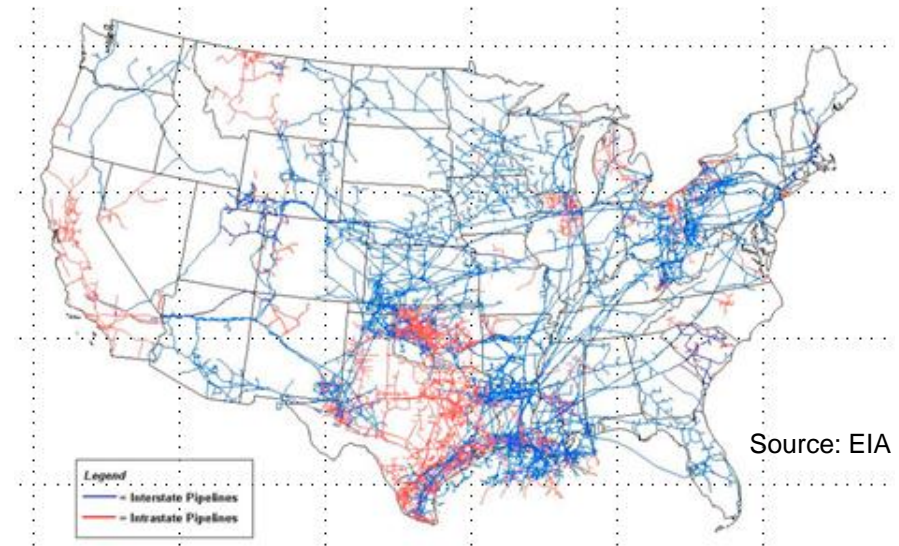 Source: EIA
Legend
= Interstate Pipelines
= Intrastate Pipelines